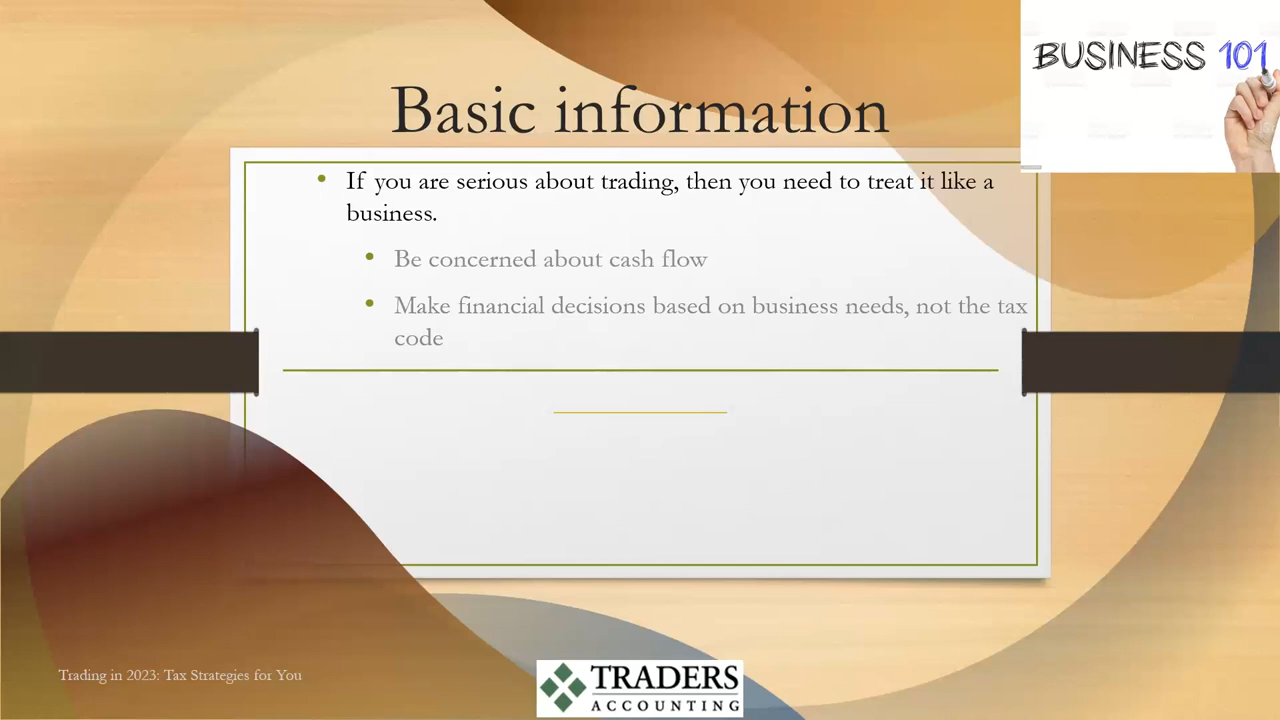 BUSINESS 101
Basic information
If you are serious about trading, then you need to treat it like a
business.
Be concerned about cash flow
Make financial decisions based on business needs, not the tax
code
Trading in 2023: Tax Strategies for You
TRADERS
ACCOUNTING